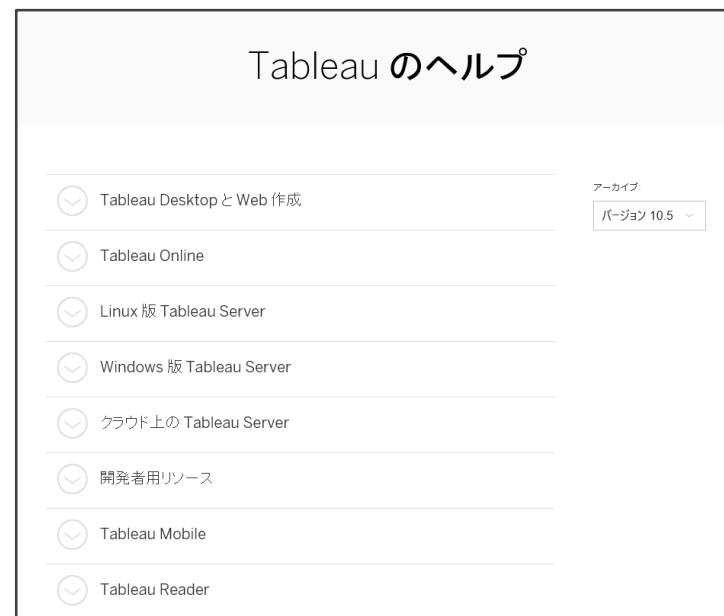 Tableau のヘルプ
Tableau Desktop と Web 作成
Tableau Online
Linux 版 Tableau Server
Windows 版 Tableau Server
クラウド上の Tableau Server
開発者用リソース
Tableau Mobile
Tableau Reader
アーカイブ:
バージョン 10.5